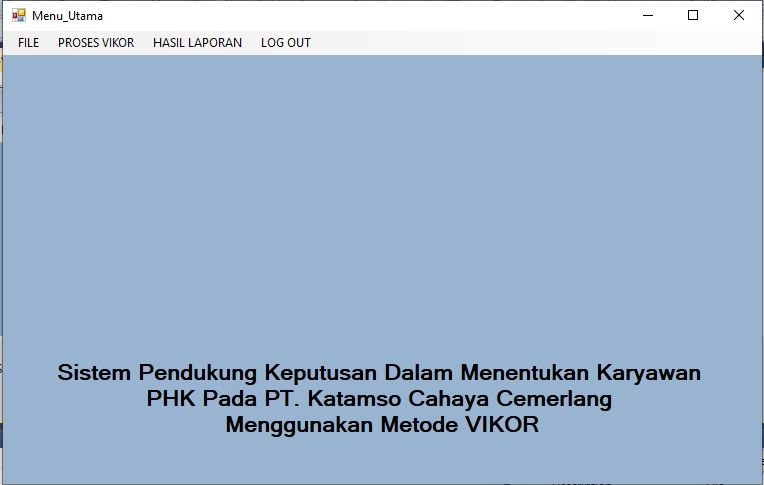 Menu_Utama
FILE PROSES VIKOR HASIL LAPORAN LOG OUT
Sistem Pendukung Keputusan Dalam Menentukan Karyawan
PHK Pada PT. Katamso Cahaya Cemerlang
Menggunakan Metode VIKOR